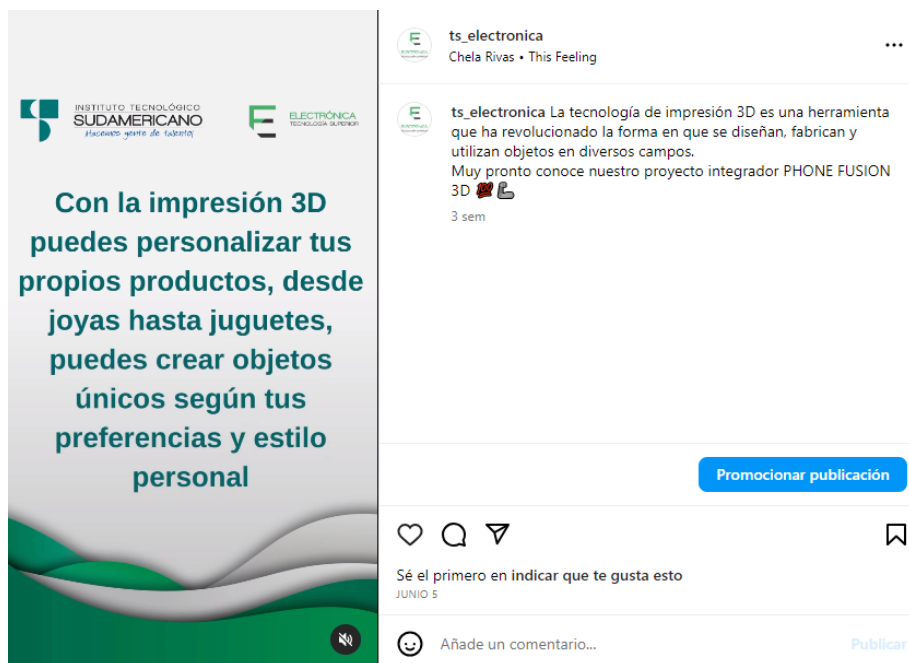 INSTITUTO TECNOLÓGICO
SUDAMERICANO
Hacemos gente de talento!
ELECTRÓNICA
TECNOLOGÍA SUPERIOR
Con la impresión 3D
puedes personalizar tus
propios productos, desde
joyas hasta juguetes,
puedes crear objetos
únicos según tus
preferencias y estilo
personal
ts_electronica
Chela Rivas • This Feeling
ts_electronica La tecnología de impresión 3D es una herramienta
que ha revolucionado la forma en que se diseñan, fabrican y
utilizan objetos en diversos campos.
Muy pronto conoce nuestro proyecto integrador PHONE FUSION
3D 💯🦾
3 sem
Promocionar publicación
Sé el primero en indicar que te gusta esto
JUNIO 5
Añade un comentario...
Publicar